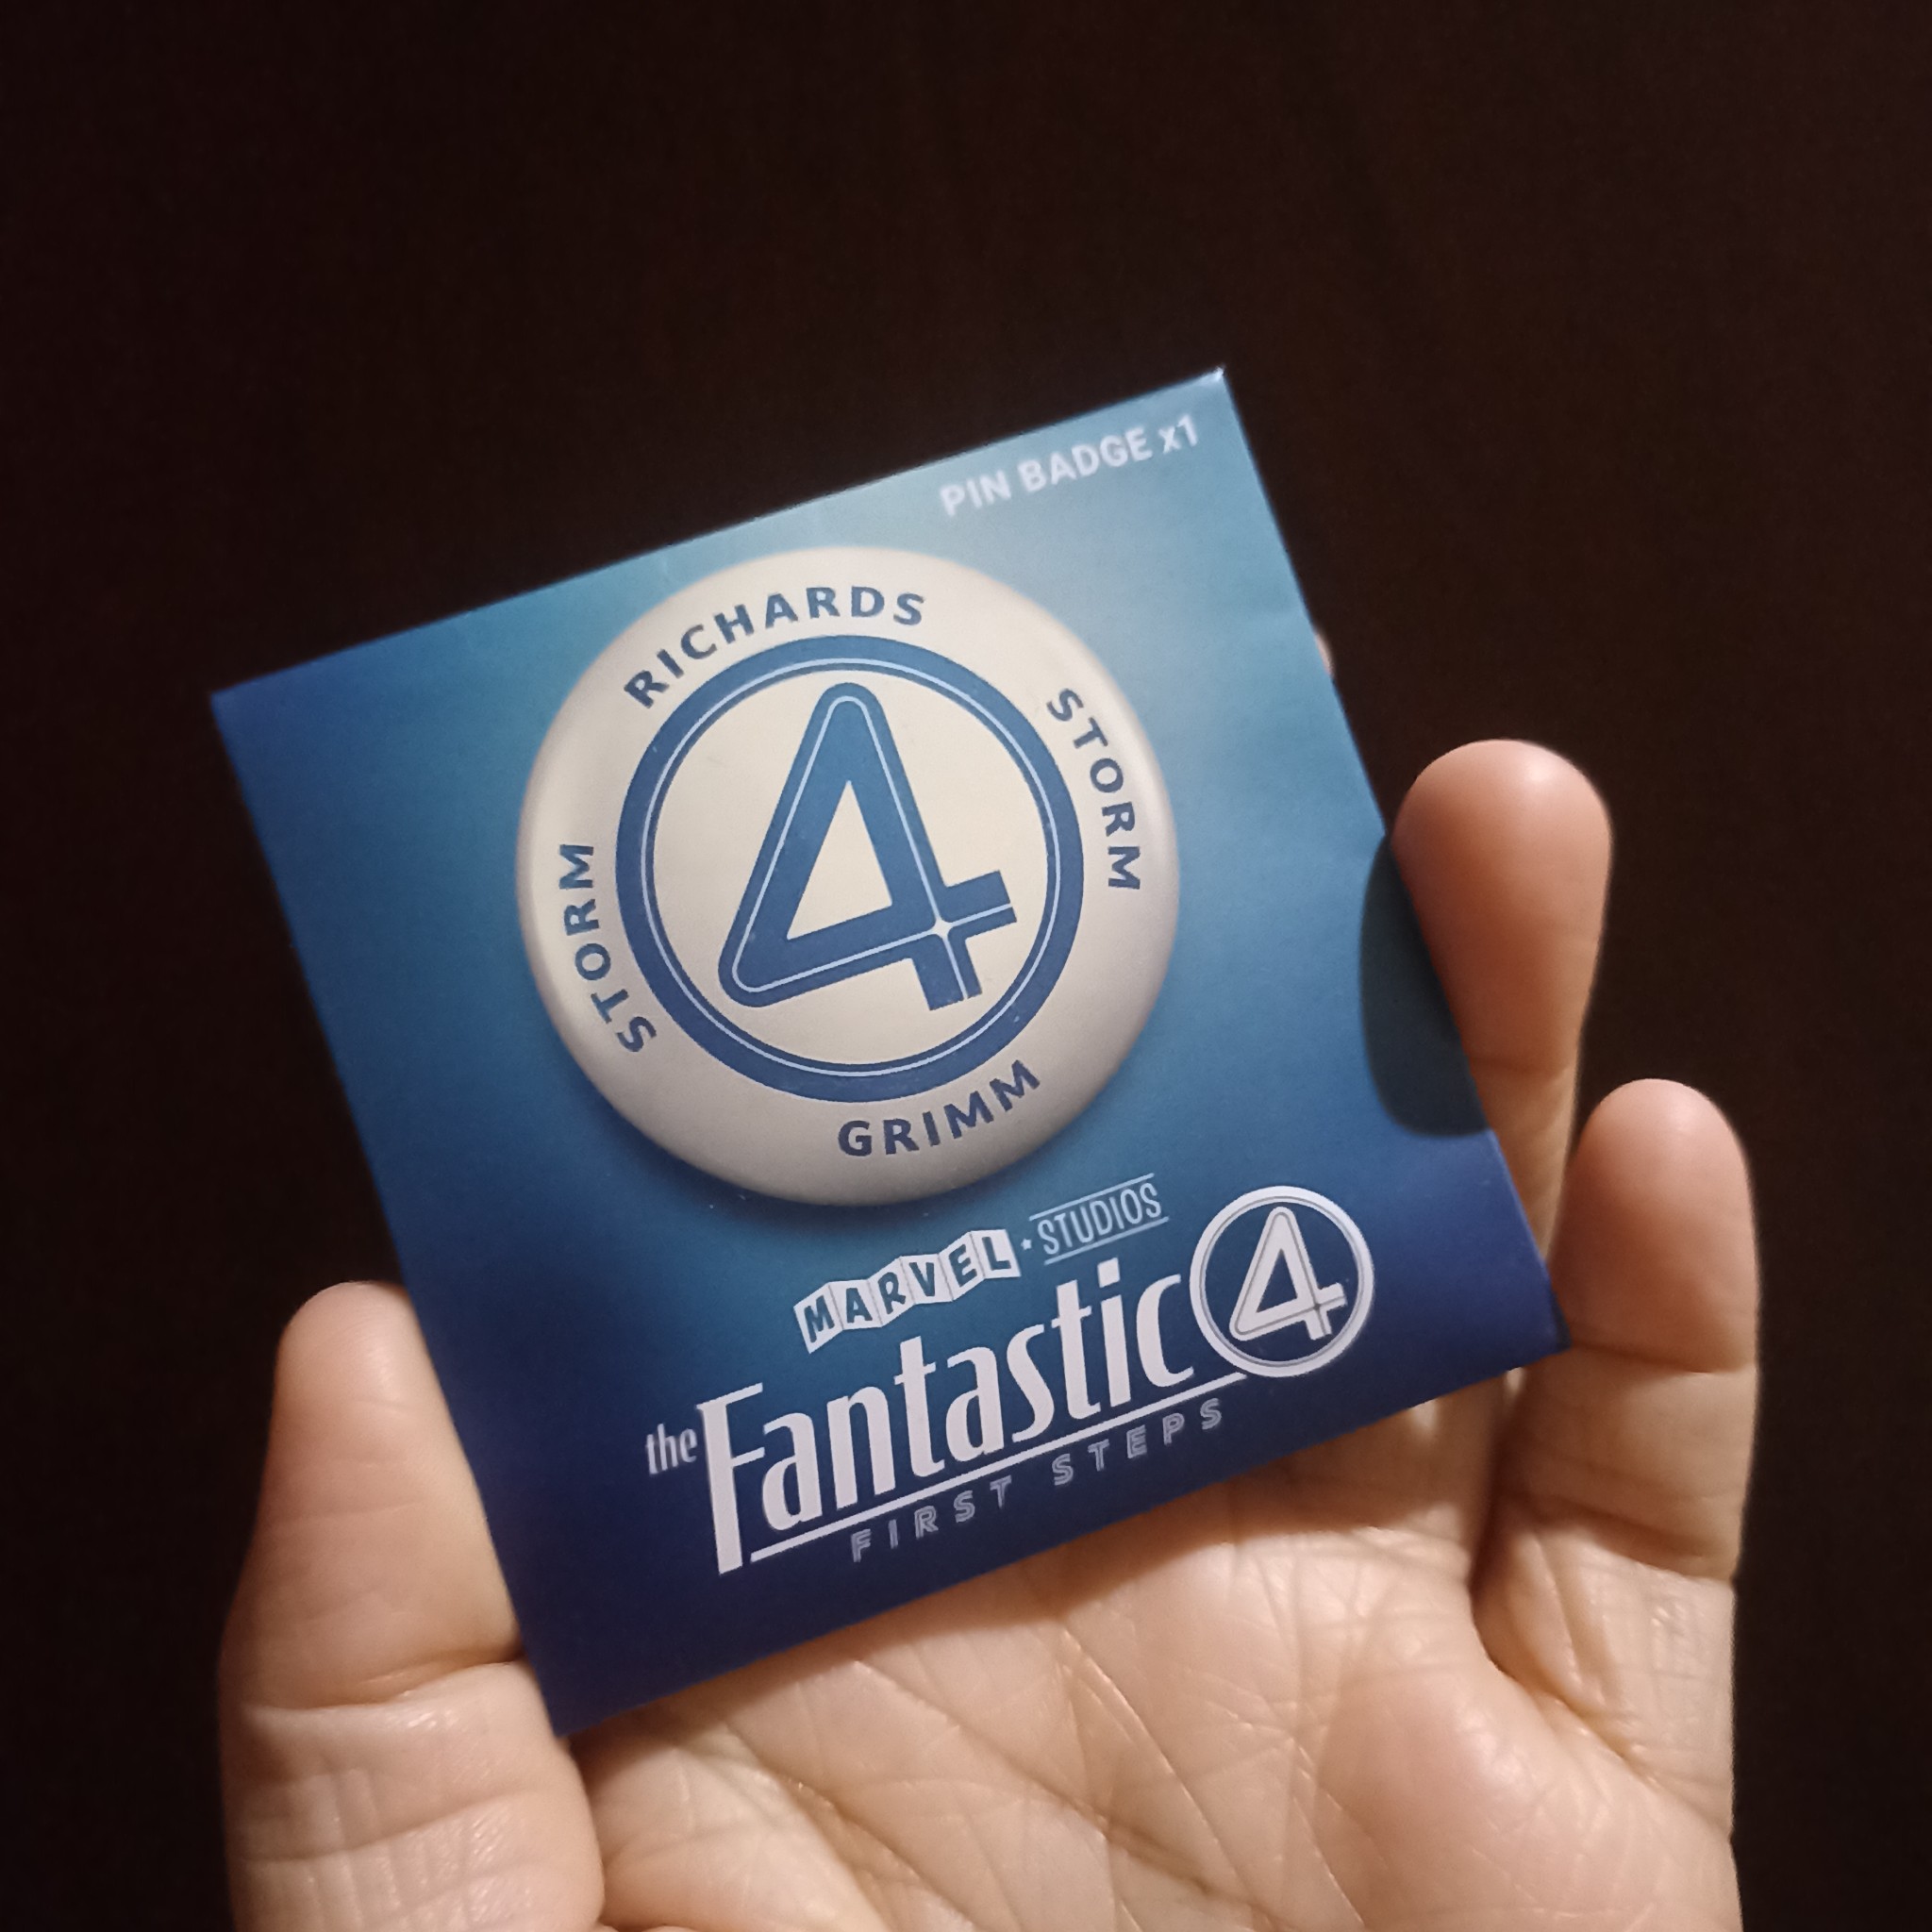 PIN BADGE x1
RICHARDS
STORM
4
STORM
GRIMM
MARVEL STUDIOS
the Fantastic 4
FIRST STEPS